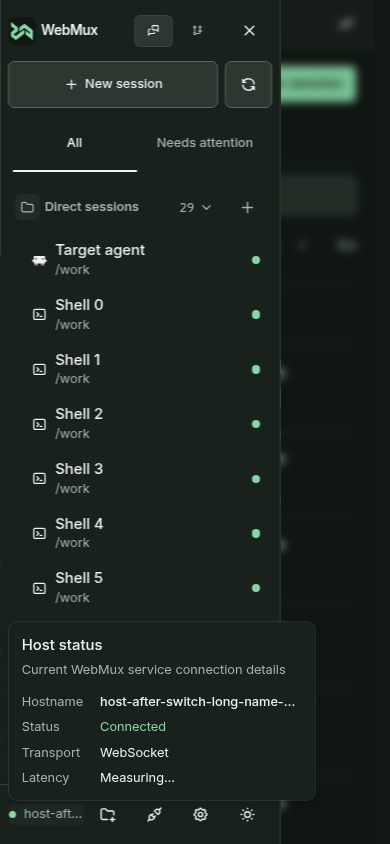 WebMux
New session
All
Needs attention
Direct sessions 29
Target agent
/work
Shell 0
/work
Shell 1
/work
Shell 2
/work
Shell 3
/work
Shell 4
/work
Shell 5
/work
Host status
Current WebMux service connection details
Hostname host-after-switch-long-name-...
Status Connected
Transport WebSocket
Latency Measuring...
host-aft...